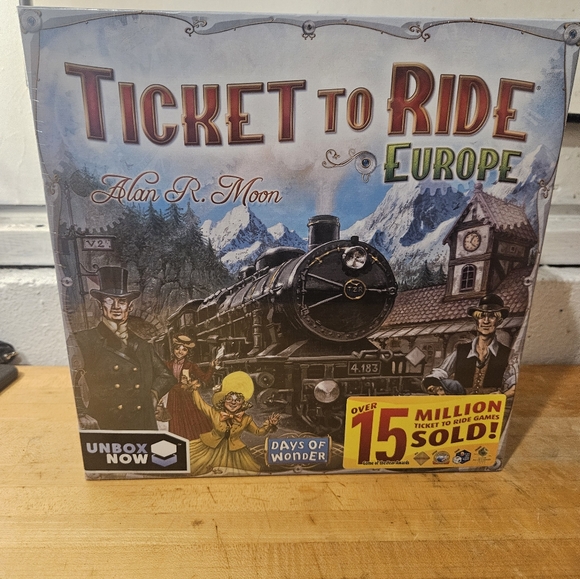 TICKET TO RIDE
EUROPE
Alan R. Moon
V2
4.183
UNBOX
NOW
DAYS OF
WONDER
OVER
15 MILLION
TICKET TO RIDE GAMES
SOLD!